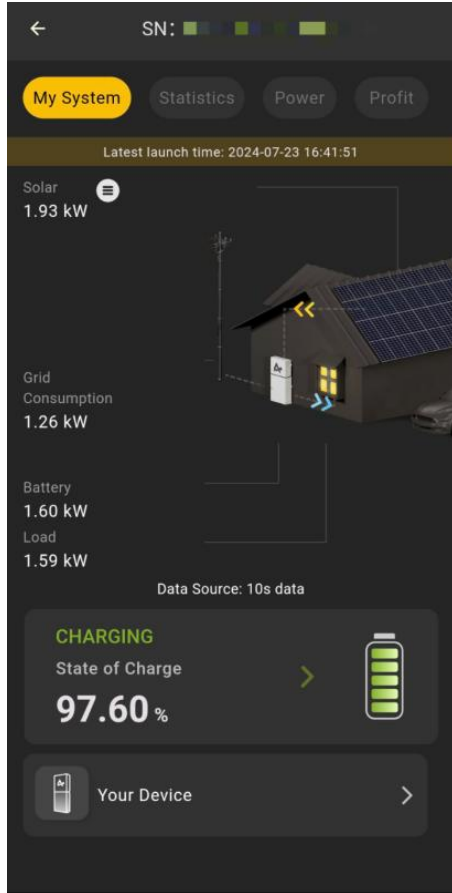 SN:
My System
Statistics
Power
Profit
Latest launch time: 2024-07-23 16:41:51
Solar
1.93 kW
Grid
Consumption
1.26 kW
Battery
1.60 kW
Load
1.59 kW
Data Source: 10s data
CHARGING
State of Charge
97.60 %
Your Device